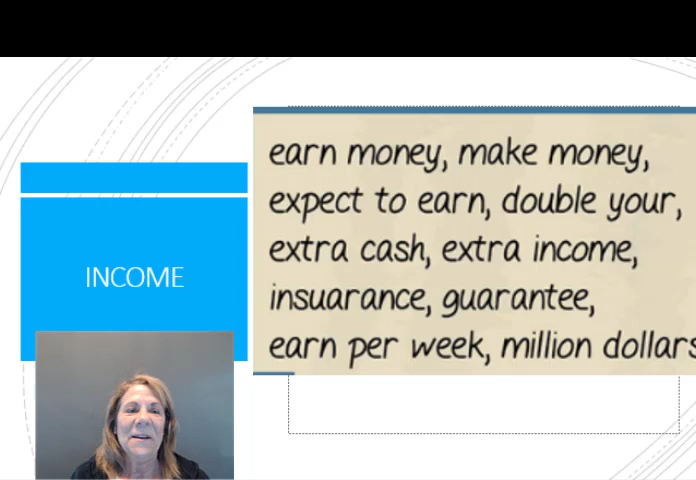 INCOME
earn money, make money,
expect to earn, double your,
extra cash, extra income,
insuarance, guarantee,
earn per week, million dollars